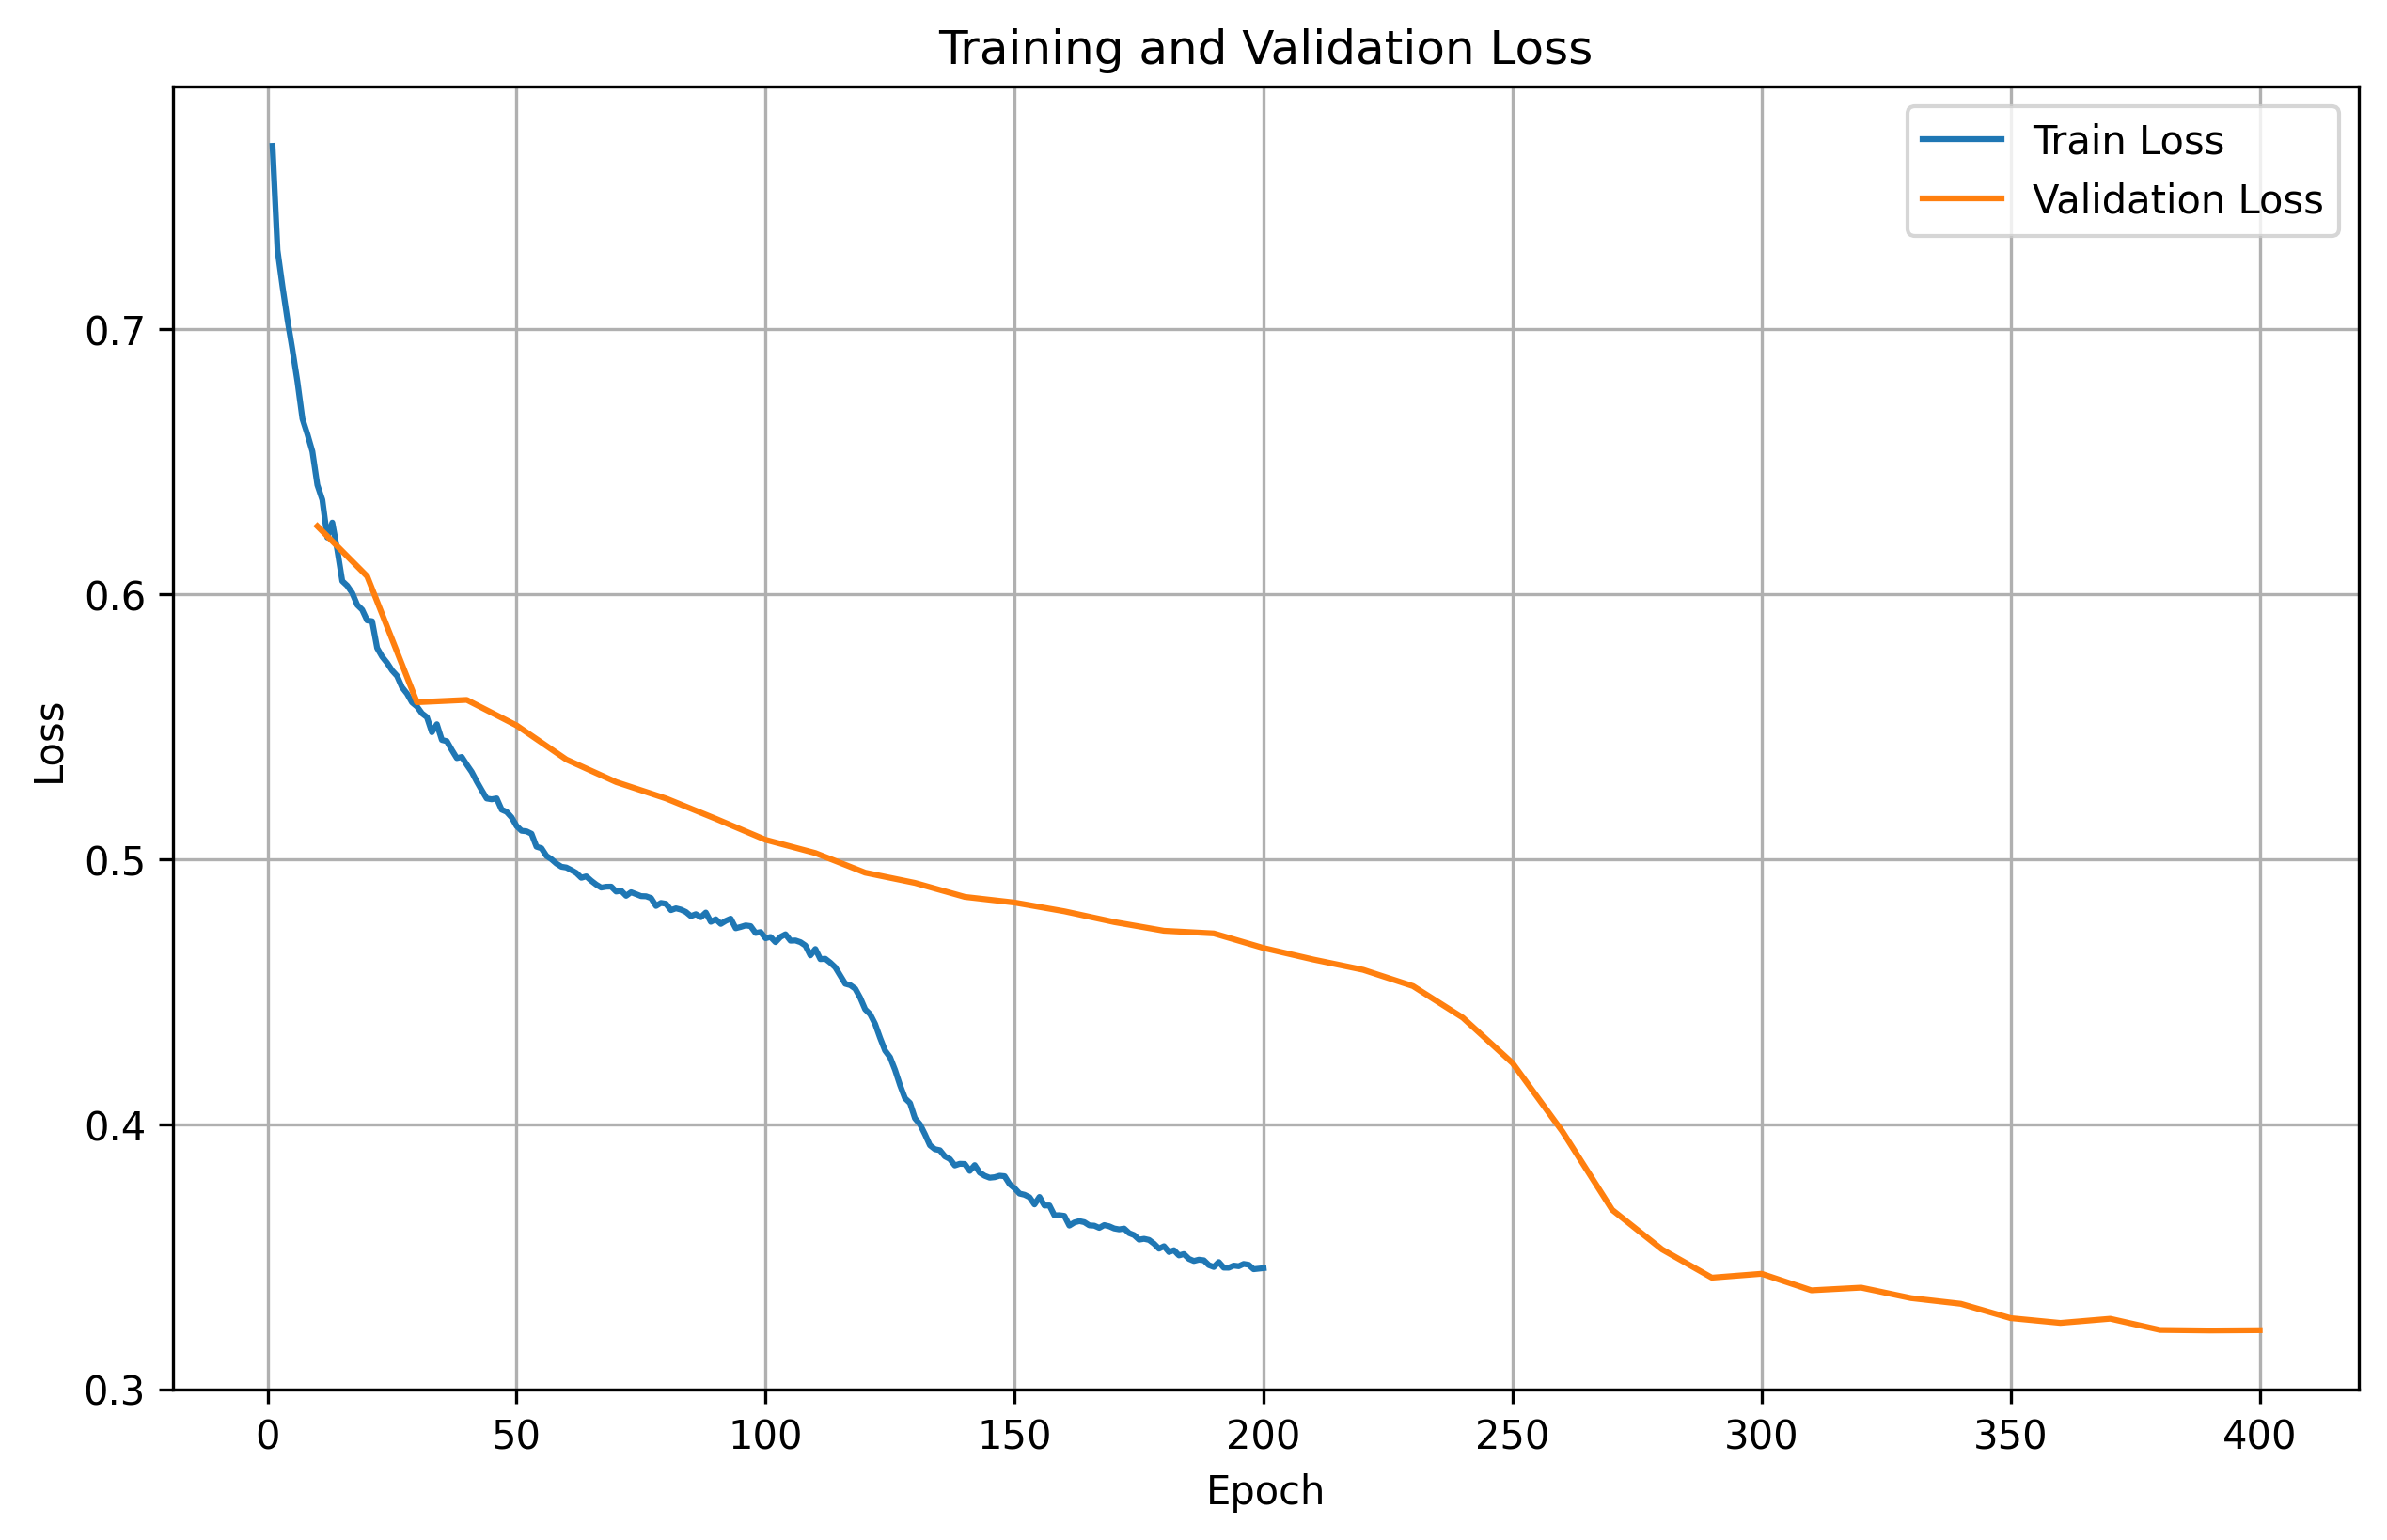 Training and Validation Loss
Train Loss
Validation Loss
0.7
0.6
0.5
0.4
0.3
Loss
0 50 100 150 200 250 300 350 400
Epoch